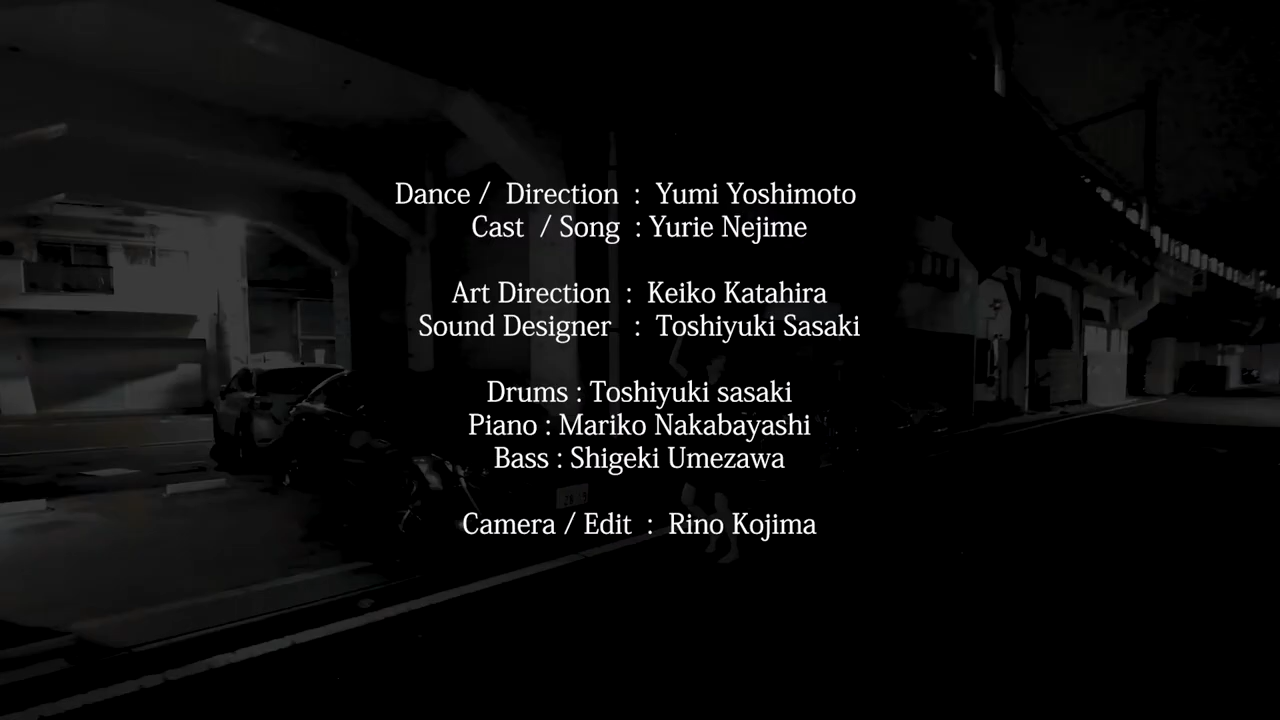 Dance /  Direction  :  Yumi Yoshimoto
Cast  / Song  : Yurie Nejime
Art Direction  :  Keiko Katahira
Sound Designer  :  Toshiyuki Sasaki
Drums : Toshiyuki sasaki
Piano : Mariko Nakabayashi
Bass : Shigeki Umezawa
Camera / Edit  :  Rino Kojima